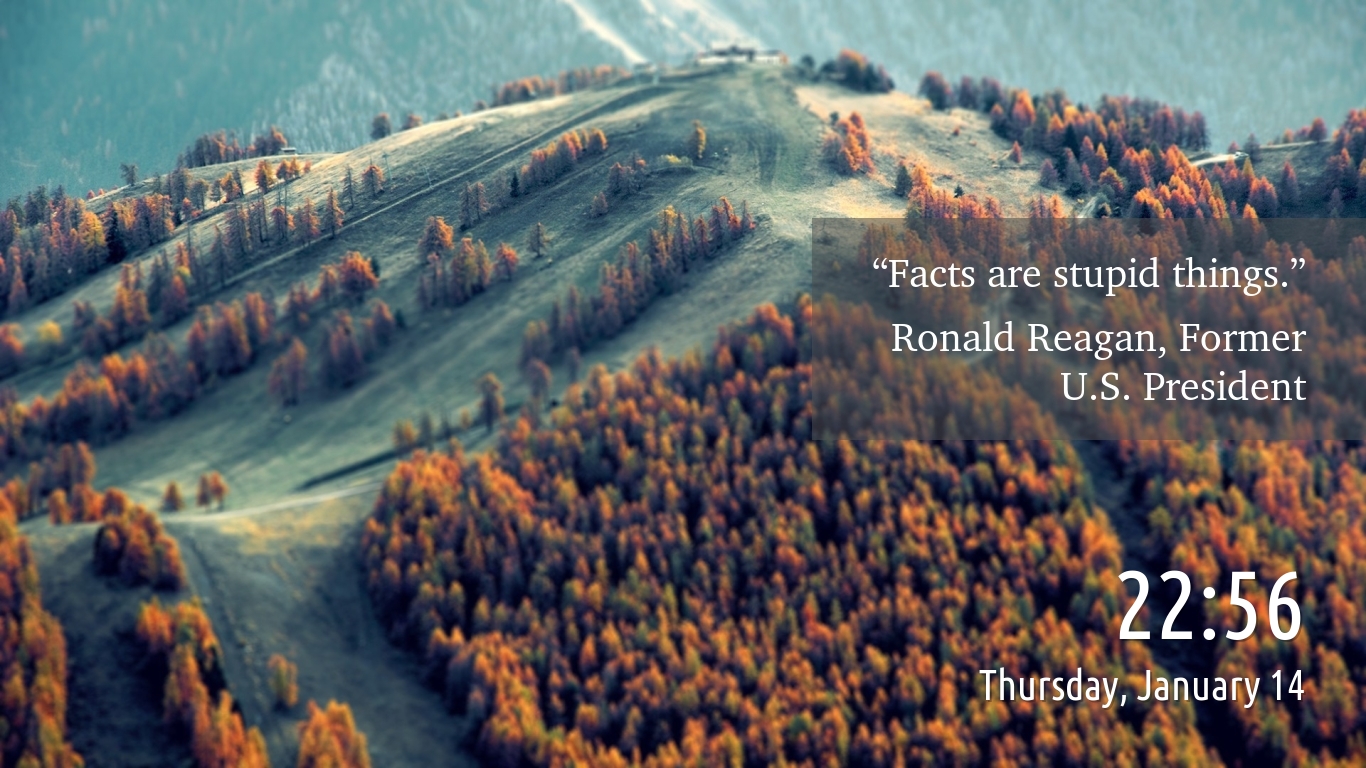 “Facts are stupid things.”
Ronald Reagan, Former
U.S. President
22:56
Thursday, January 14